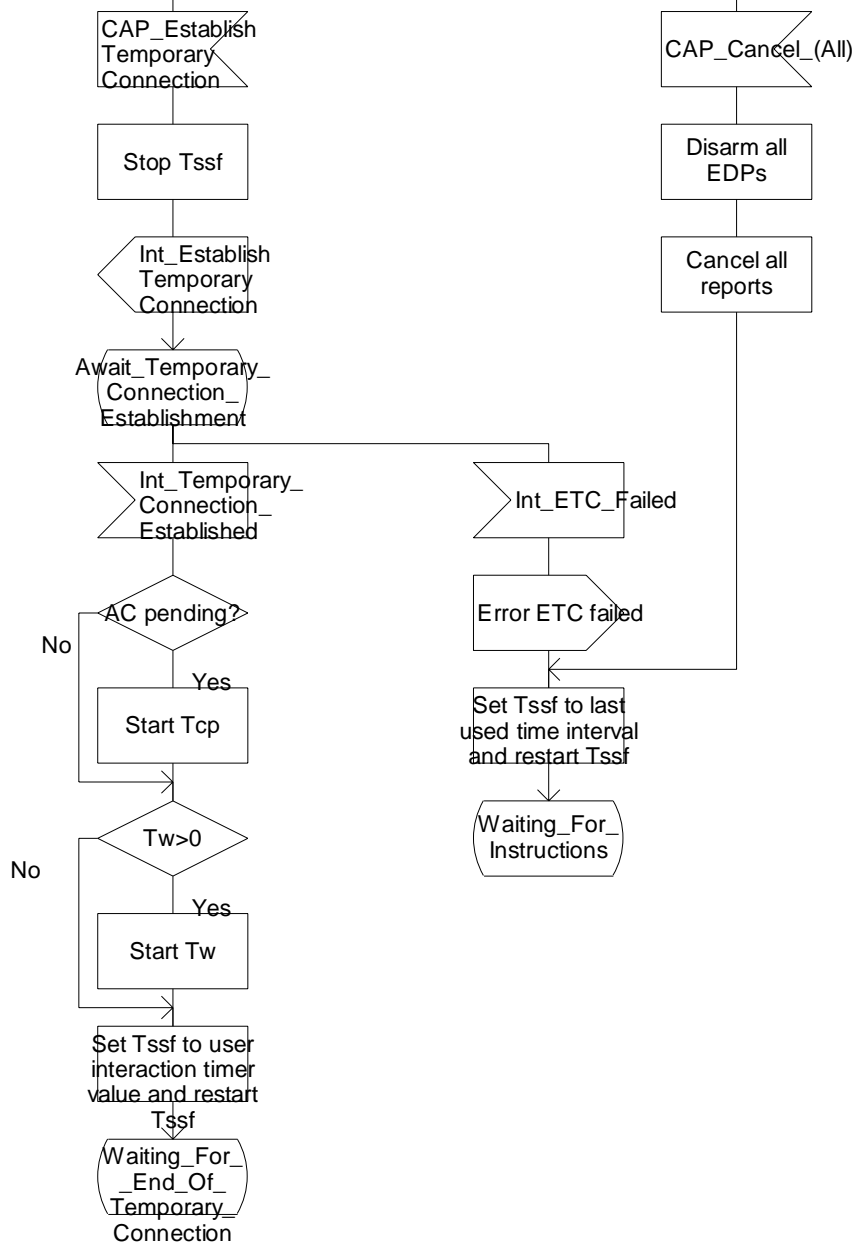 CAP_Establish
Temporary
Connection
CAP_Cancel_(All)
Stop Tssf
Disarm all
EDPs
Int_Establish
Temporary
Connection
Cancel all
reports
Await_Temporary_
Connection_
Establishment
Int_Temporary_
Connection_
Established
Int_ETC_Failed
AC pending?
Error ETC failed
No
Yes
Start Tcp
Set Tssf to last
used time interval
and restart Tssf
Tw>0
Waiting_For_
Instructions
No
Yes
Start Tw
Set Tssf to user
interaction timer
value and restart
Tssf
Waiting_For_
_End_Of_
Temporary_
Connection